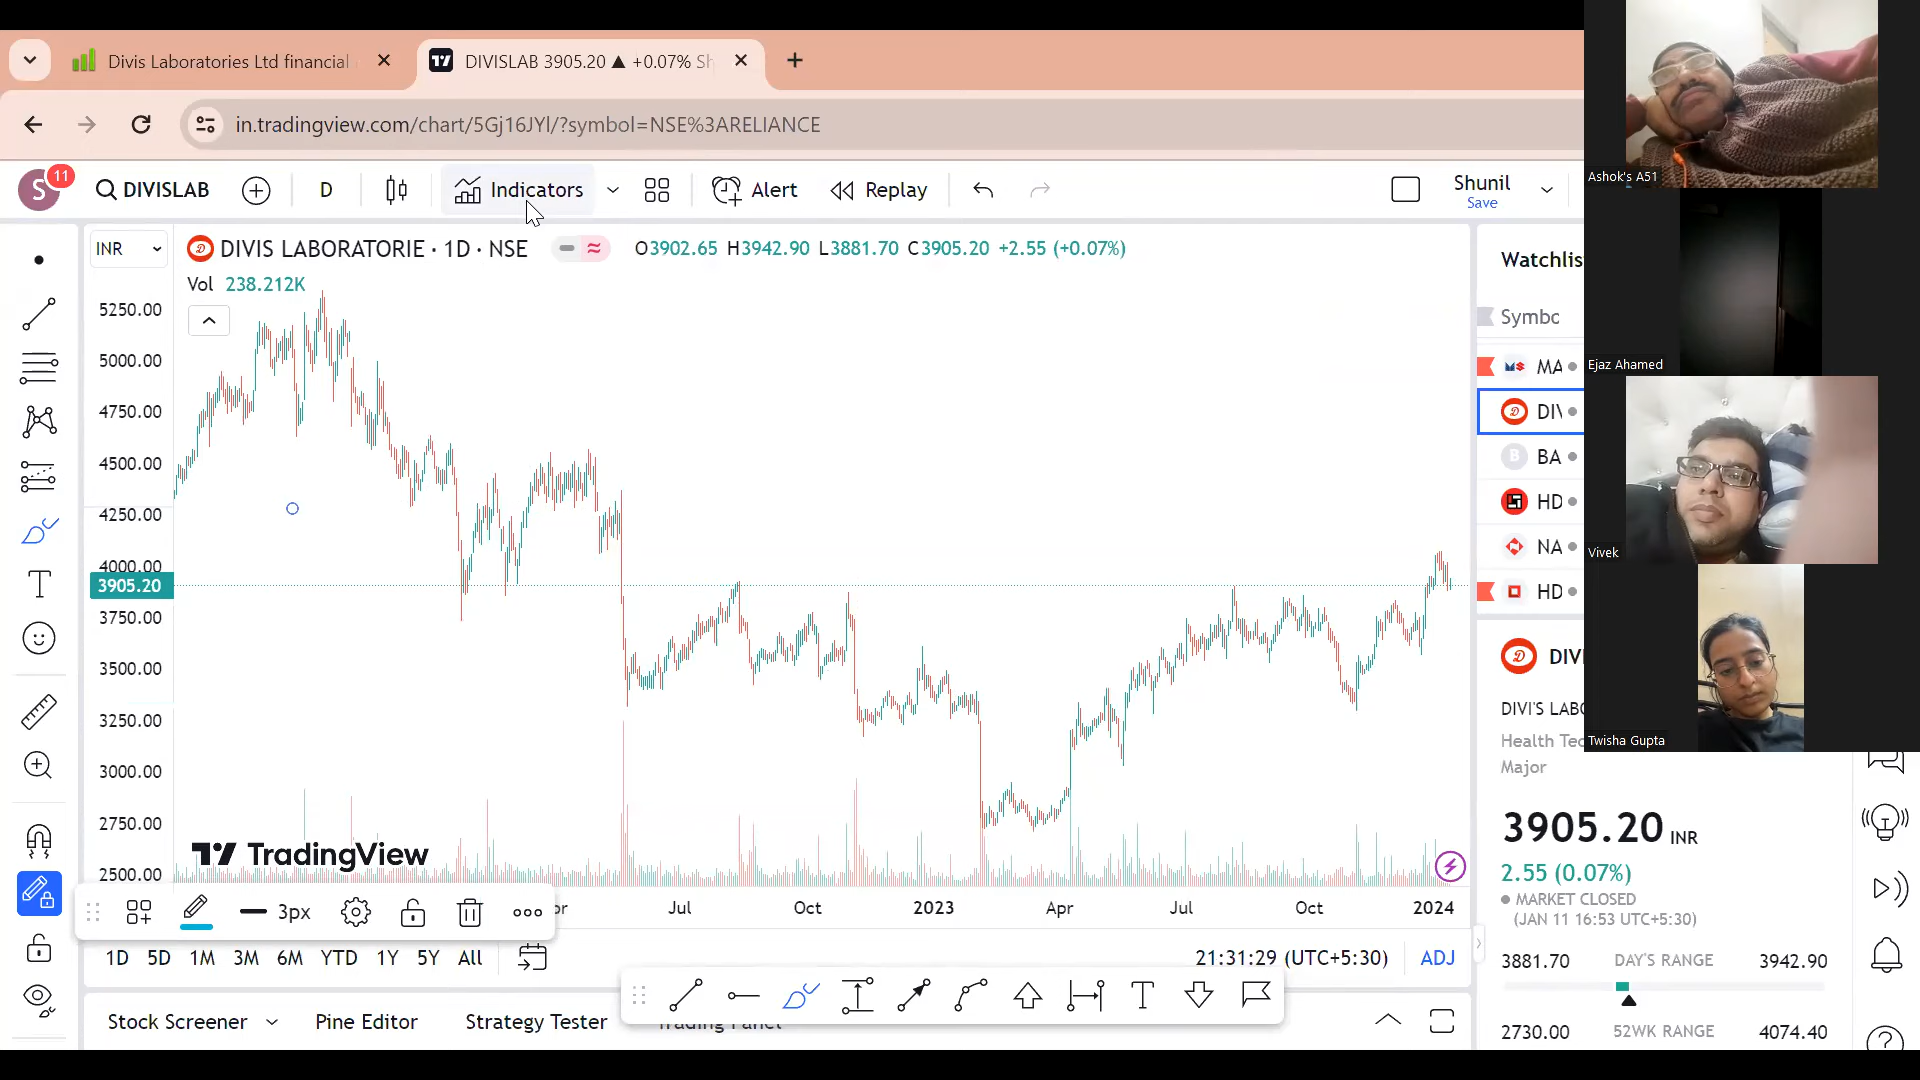 Divis Laboratories Ltd financial
DIVISLAB 3905.20 ▲ +0.07% Sh
in.tradingview.com/chart/5Gj16JYl/?symbol=NSE%3ARELIANCE
S 11 DIVISLAB D Indicators Alert Replay Shunil
Save
INR DIVIS LABORATORIE · 1D · NSE O3902.65 H3942.90 L3881.70 C3905.20 +2.55 (+0.07%)
Vol 238.212K
5250.00
5000.00
4750.00
4500.00
4250.00
4000.00
3905.20
3750.00
3500.00
3250.00
3000.00
2750.00
2500.00
TradingView
Jul Oct 2023 Apr Jul Oct 2024
3px
1D 5D 1M 3M 6M YTD 1Y 5Y All
21:31:29 (UTC+5:30) ADJ
Stock Screener Pine Editor Strategy Tester Trading Panel
Watchlis
Symbo
MA
DIV
BA
HD
NA
HD
DIVI
DIVI'S LABO
Health Tec
Major
3905.20 INR
2.55 (0.07%)
MARKET CLOSED
(JAN 11 16:53 UTC+5:30)
3881.70 DAY'S RANGE 3942.90
2730.00 52WK RANGE 4074.40
Ashok's A51
Ejaz Ahamed
Vivek
Twisha Gupta